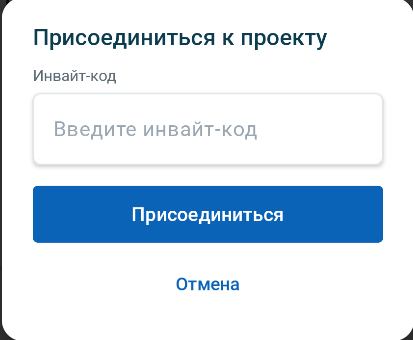 Присоединиться к проекту
Инвайт-код
Введите инвайт-код
Присоединиться
Отмена